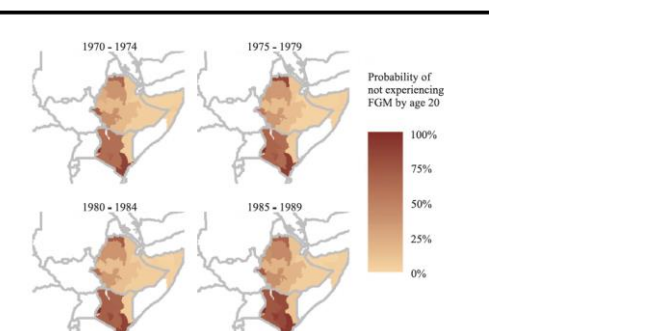 1970 - 1974
1975 - 1979
Probability of
not experiencing
FGM by age 20
100%
75%
50%
25%
0%
1980 - 1984
1985 - 1989